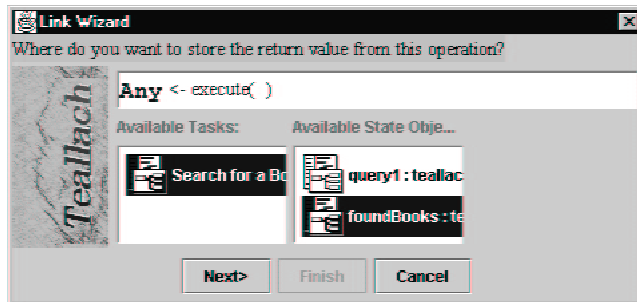 Link Wizard
Where do you want to store the return value from this operation?
Teallach
Any <- execute( )
Available Tasks:
Available State Obje...
Search for a Bo
query1 : teallac
foundBooks : te
Next>
Finish
Cancel